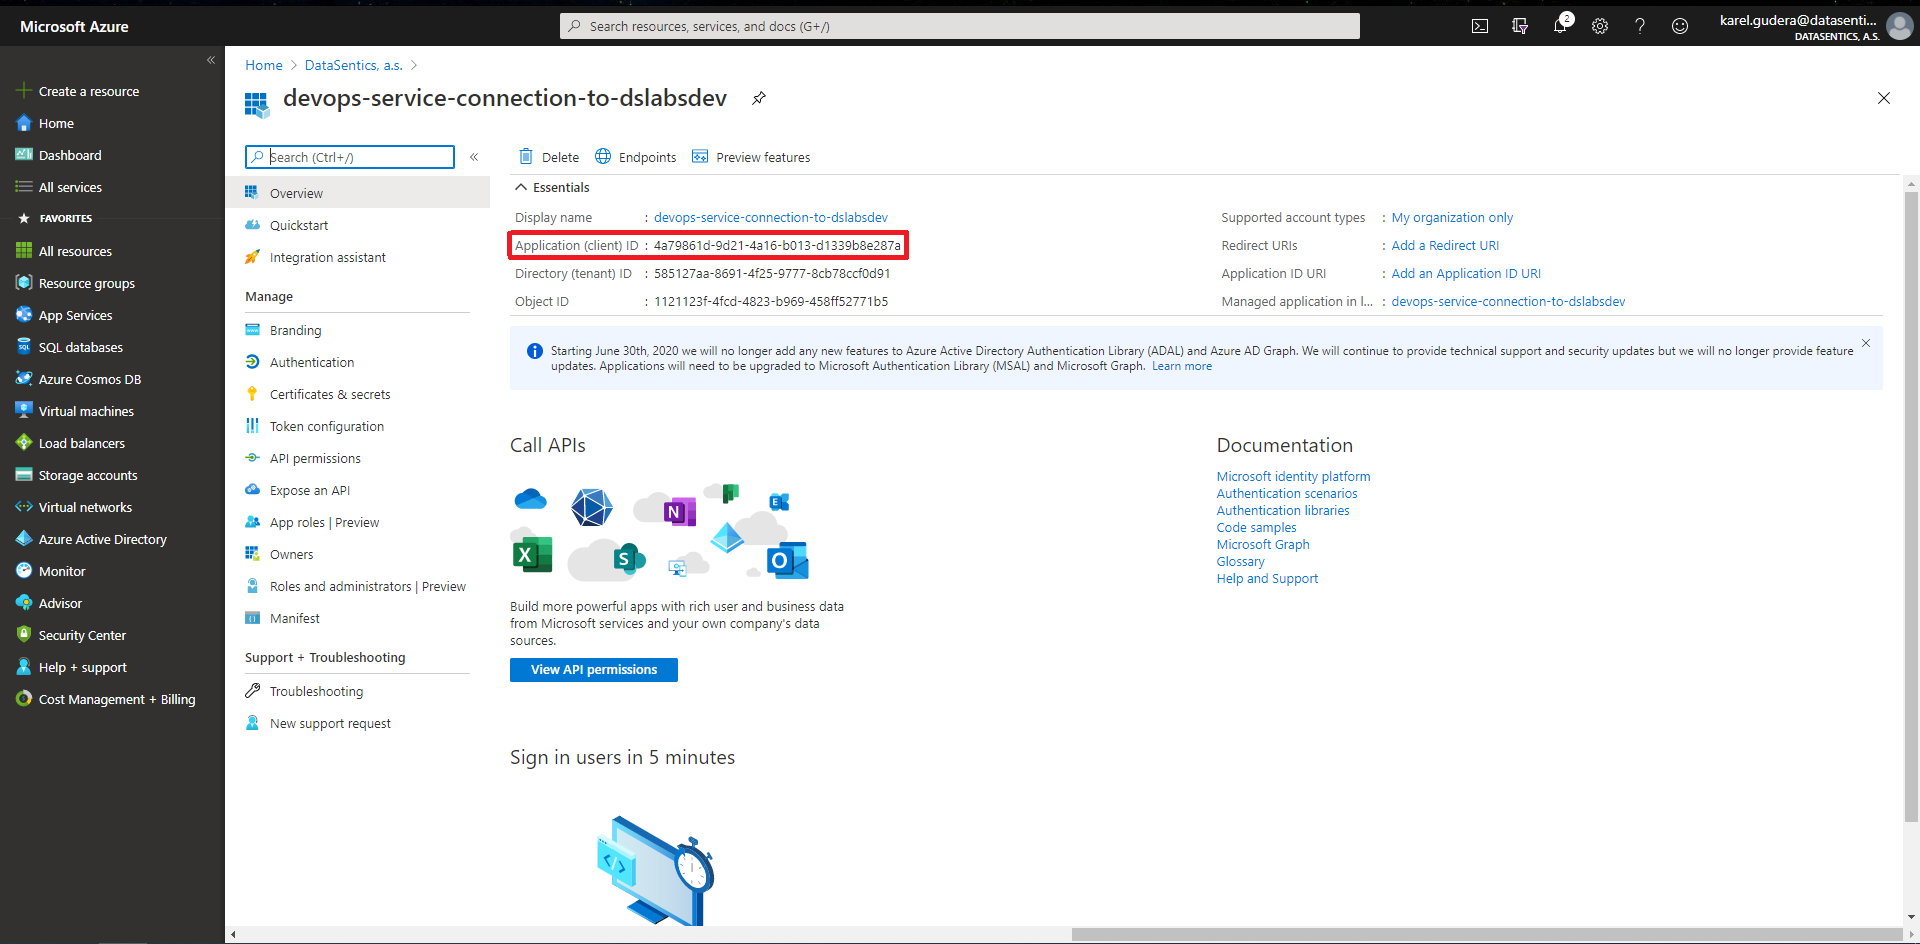 Microsoft Azure
Search resources, services, and docs (G+/)
2
karel.gudera@datasenti...
DATASENTICS, A.S.
Create a resource
Home
Dashboard
All services
FAVORITES
All resources
Resource groups
App Services
SQL databases
Azure Cosmos DB
Virtual machines
Load balancers
Storage accounts
Virtual networks
Azure Active Directory
Monitor
Advisor
Security Center
Help + support
Cost Management + Billing
Home > DataSentics, a.s. >
devops-service-connection-to-dslabsdev
Search (Ctrl+/)
Overview
Quickstart
Integration assistant
Manage
Branding
Authentication
Certificates & secrets
Token configuration
API permissions
Expose an API
App roles | Preview
Owners
Roles and administrators | Preview
Manifest
Support + Troubleshooting
Troubleshooting
New support request
Delete
Endpoints
Preview features
Essentials
Display name : devops-service-connection-to-dslabsdev
Application (client) ID : 4a79861d-9d21-4a16-b013-d1339b8e287a
Directory (tenant) ID : 585127aa-8691-4f25-9777-8cb78ccf0d91
Object ID : 1121123f-4fcd-4823-b969-458ff52771b5
Supported account types : My organization only
Redirect URIs : Add a Redirect URI
Application ID URI : Add an Application ID URI
Managed application in l... : devops-service-connection-to-dslabsdev
Starting June 30th, 2020 we will no longer add any new features to Azure Active Directory Authentication Library (ADAL) and Azure AD Graph. We will continue to provide technical support and security updates but we will no longer provide feature
updates. Applications will need to be upgraded to Microsoft Authentication Library (MSAL) and Microsoft Graph. Learn more
Call APIs
N
E
X
S
O
Build more powerful apps with rich user and business data
from Microsoft services and your own company's data
sources.
View API permissions
Documentation
Microsoft identity platform
Authentication scenarios
Authentication libraries
Code samples
Microsoft Graph
Glossary
Help and Support
Sign in users in 5 minutes